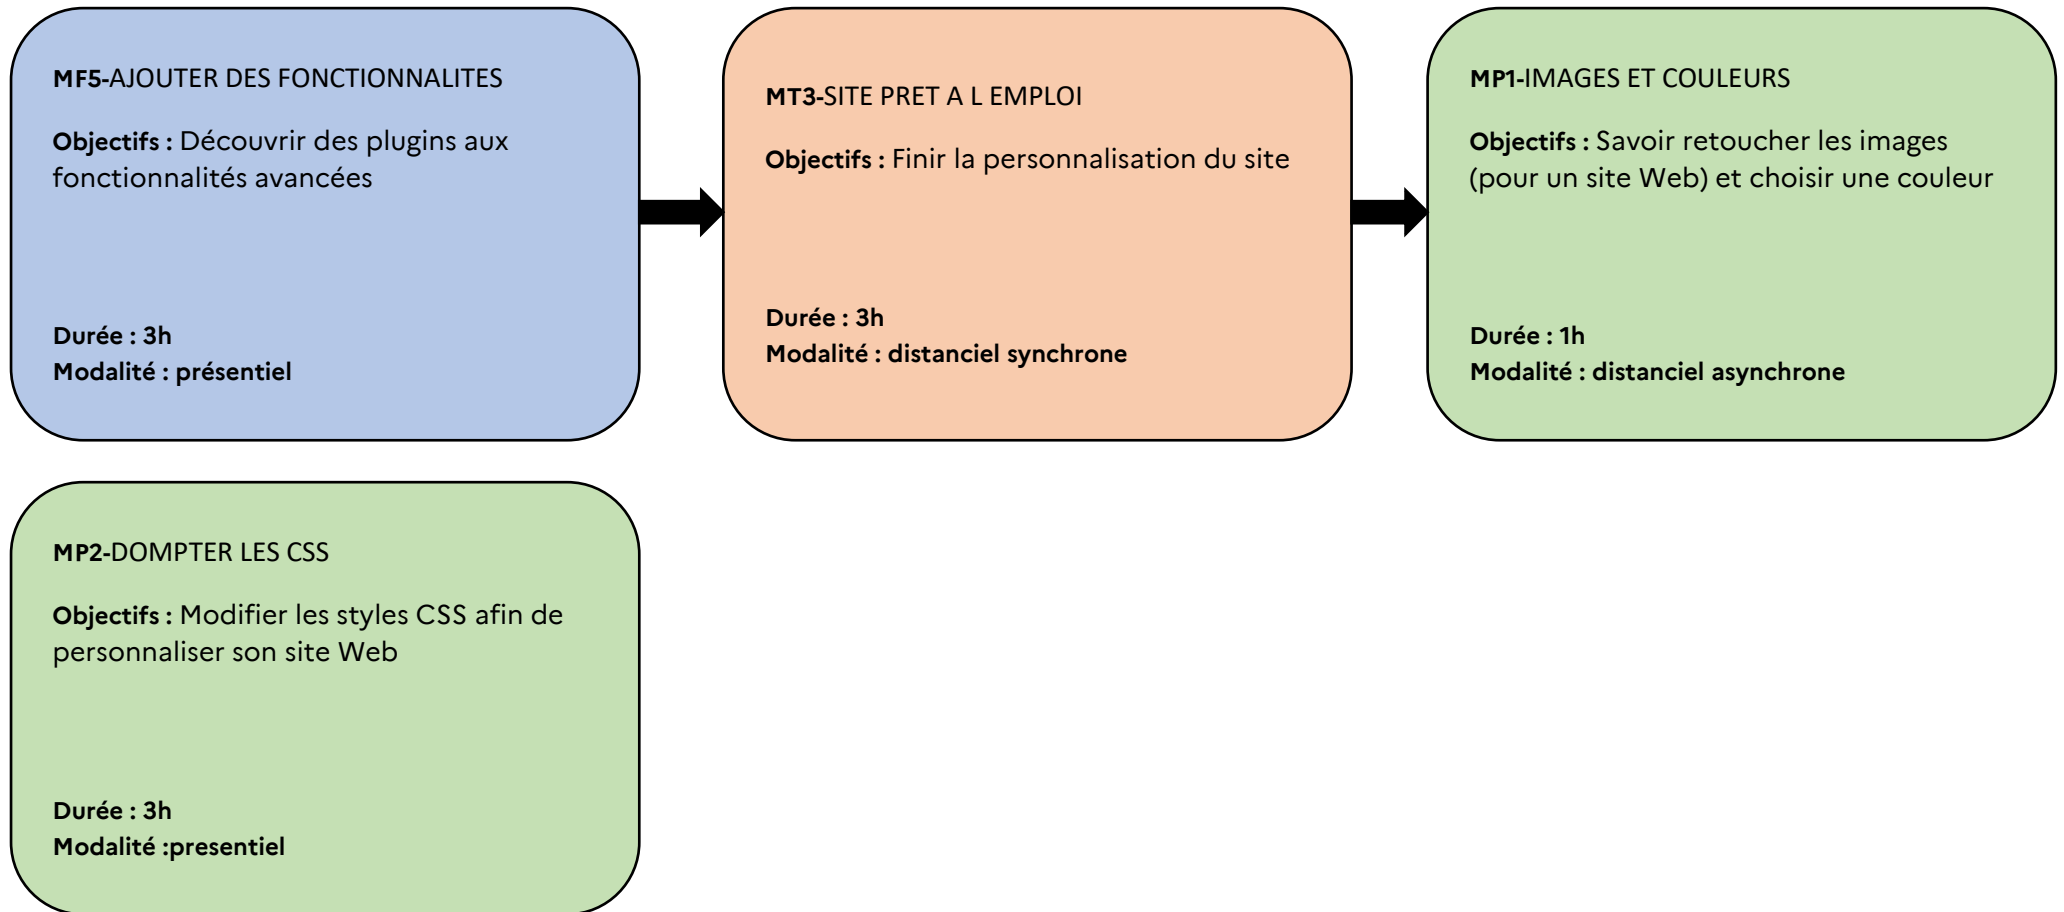 MF5-AJOUTER DES FONCTIONNALITES
Objectifs : Découvrir des plugins aux
fonctionnalités avancées
Durée : 3h
Modalité : présentiel
MT3-SITE PRET A L EMPLOI
Objectifs : Finir la personnalisation du site
Durée : 3h
Modalité : distanciel synchrone
MP1-IMAGES ET COULEURS
Objectifs : Savoir retoucher les images
(pour un site Web) et choisir une couleur
Durée : 1h
Modalité : distanciel asynchrone
MP2-DOMPTER LES CSS
Objectifs : Modifier les styles CSS afin de
personnaliser son site Web
Durée : 3h
Modalité :presentiel